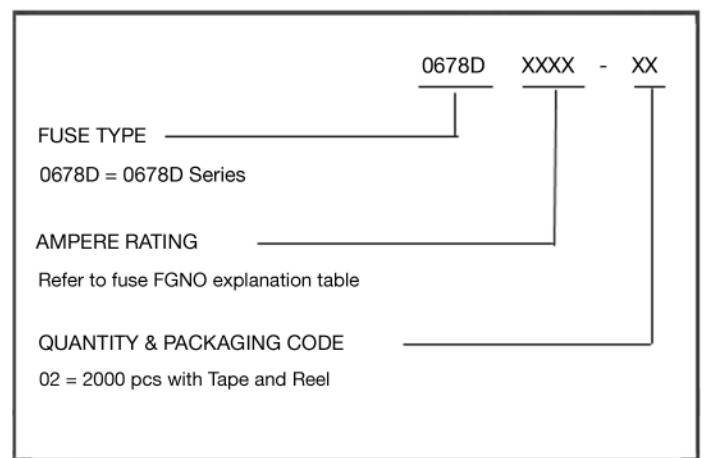 0678D XXXX - XX
FUSE TYPE
0678D = 0678D Series
AMPERE RATING
Refer to fuse FGNO explanation table
QUANTITY & PACKAGING CODE
02 = 2000 pcs with Tape and Reel